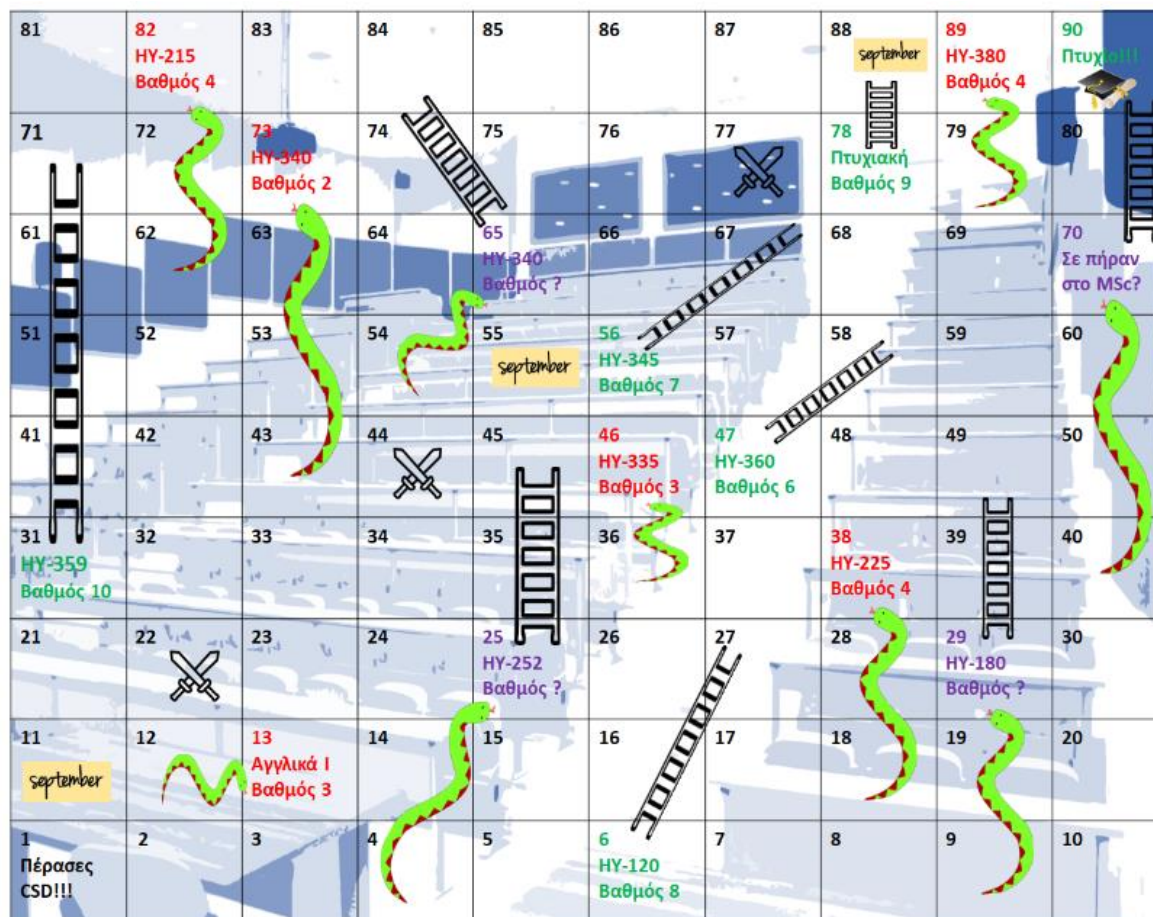 81 82 83 84 85 86 87 88 89 90
HY-215 september HY-380 Πτυχίο!!!
Βαθμός 4 Βαθμός 4
71 72 73 74 75 76 77 78 79 80
HY-340 Πτυχιακή
Βαθμός 2 Βαθμός 9
61 62 63 64 65 66 67 68 69 70
HY-340 Σε πήραν
Βαθμός ? στο MSc?
51 52 53 54 55 56 57 58 59 60
september HY-345
Βαθμός 7
41 42 43 44 45 46 47 48 49 50
HY-335 HY-360
Βαθμός 3 Βαθμός 6
31 32 33 34 35 36 37 38 39 40
HY-359 HY-225
Βαθμός 10 Βαθμός 4
21 22 23 24 25 26 27 28 29 30
HY-252 HY-180
Βαθμός ? Βαθμός ?
11 12 13 14 15 16 17 18 19 20
september Αγγλικά Ι
Βαθμός 3
1 2 3 4 5 6 7 8 9 10
Πέρασες HY-120
CSD!!! Βαθμός 8